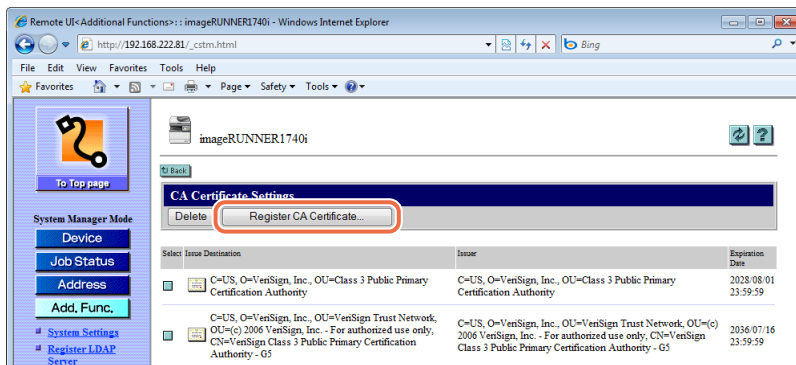 Remote UI<Additional Functions>: : imageRUNNER1740i - Windows Internet Explorer
http://192.168.222.81/_cstm.html
Bing
File Edit View Favorites Tools Help
Favorites Page Safety Tools
imageRUNNER1740i
Back
To Top page
CA Certificate Settings
Delete Register CA Certificate...
System Manager Mode
Device
Job Status
Address
Add. Func.
System Settings
Register LDAP
Server
Select Issue Destination Issuer Expiration
Date
C=US, O=VeriSign, Inc., OU=Class 3 Public Primary
Certification Authority
C=US, O=VeriSign, Inc., OU=Class 3 Public Primary
Certification Authority
2028/08/01
23:59:59
C=US, O=VeriSign, Inc., OU=VeriSign Trust Network,
OU=(c) 2006 VeriSign, Inc. - For authorized use only,
CN=VeriSign Class 3 Public Primary Certification
Authority - G5
C=US, O=VeriSign, Inc., OU=VeriSign Trust Network, OU=(c)
2006 VeriSign, Inc. - For authorized use only, CN=VeriSign
Class 3 Public Primary Certification Authority - G5
2036/07/16
23:59:59